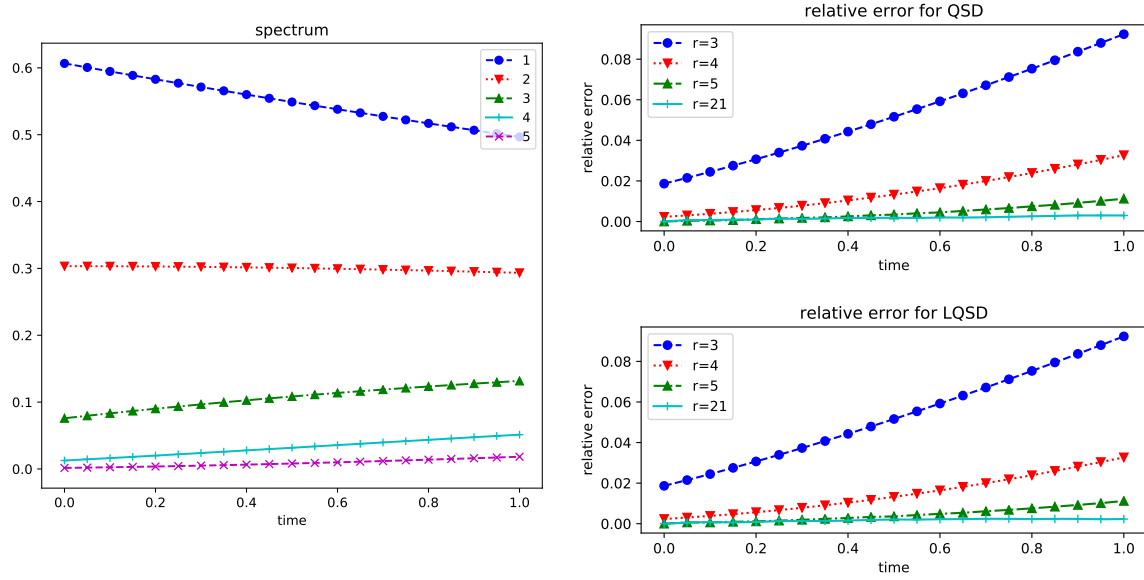 spectrum
0.6
0.5
0.4
0.3
0.2
0.1
0.0
1
2
3
4
5
0.0 0.2 0.4 0.6 0.8 1.0
time
relative error for QSD
relative error
0.08
0.06
0.04
0.02
0.00
r=3
r=4
r=5
r=21
0.0 0.2 0.4 0.6 0.8 1.0
time
relative error for LQSD
relative error
0.08
0.06
0.04
0.02
0.00
r=3
r=4
r=5
r=21
0.0 0.2 0.4 0.6 0.8 1.0
time